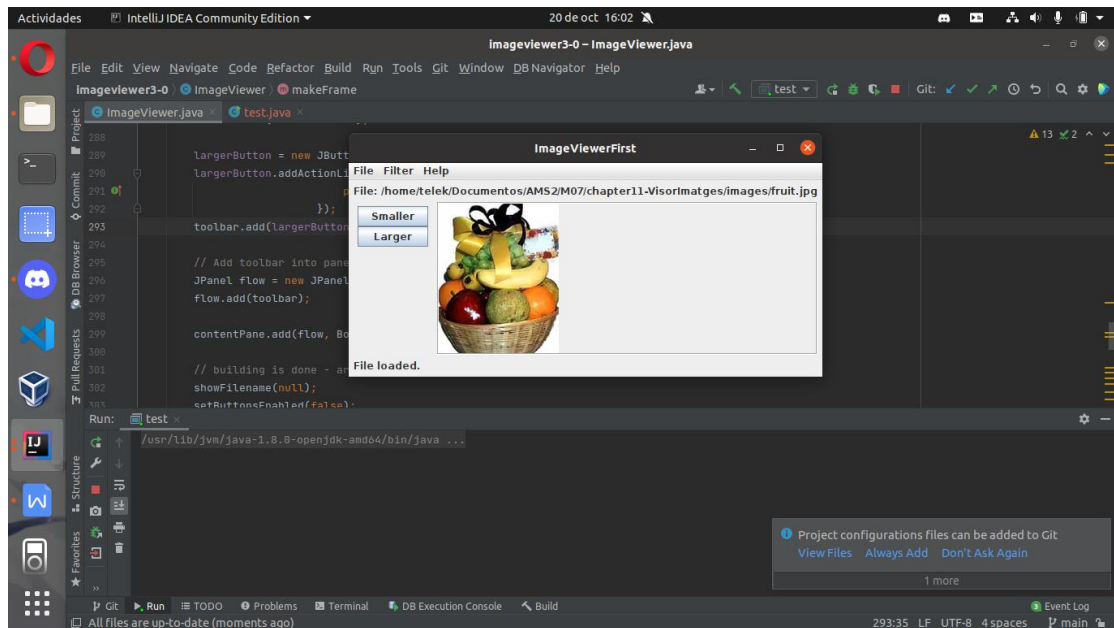 Actividades IntelliJ IDEA Community Edition 20 de oct 16:02
imageviewer3-0 – ImageViewer.java
File Edit View Navigate Code Refactor Build Run Tools Git Window DB Navigator Help
imageviewer3-0 ImageViewer makeFrame test Git:
ImageViewer.java test.java
Project
Commit
DB Browser
Pull Requests
Structure
Favorites
288
13 2
289 largerButton = new JButt
290 largerButton.addActionLi
291 p
292 });
293 toolbar.add(largerButton
294
295 // Add toolbar into pane
296 JPanel flow = new JPanel
297 flow.add(toolbar);
298
299 contentPane.add(flow, Bo
300
301 // building is done - ar
302 showFilename(null);
303 setButtonsEnabled(false);
ImageViewerFirst
File Filter Help
File: /home/telek/Documentos/AMS2/M07/chapter11-VisorImatges/images/fruit.jpg
Smaller
Larger
File loaded.
Run: test
/usr/lib/jvm/java-1.8.0-openjdk-amd64/bin/java ...
Project configurations files can be added to Git
View Files Always Add Don't Ask Again
1 more
Git Run TODO Problems Terminal DB Execution Console Build 3 Event Log
All files are up-to-date (moments ago) 293:35 LF UTF-8 4 spaces main